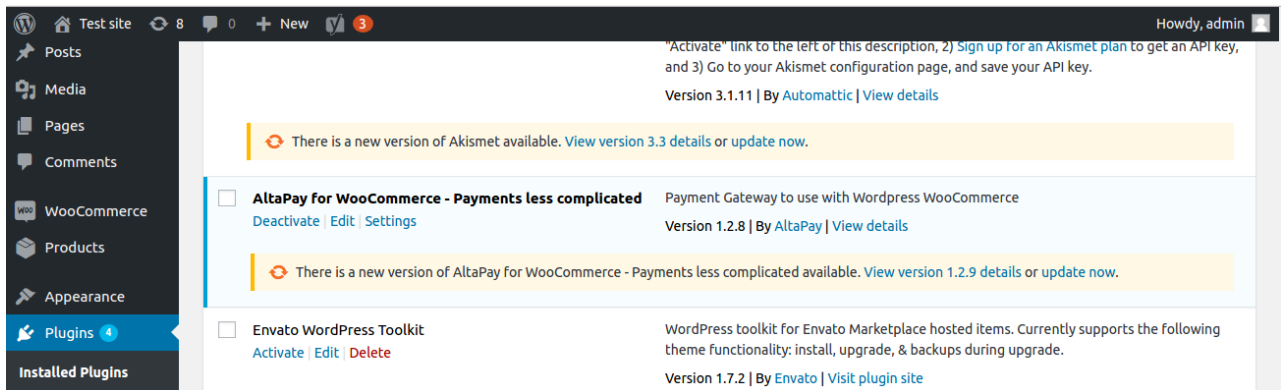 Test site 8 0 + New 3 Howdy, admin
Posts
Media
Pages
Comments
WOO WooCommerce
Products
Appearance
Plugins 4
Installed Plugins
"Activate" link to the left of this description, 2) Sign up for an Akismet plan to get an API key,
and 3) Go to your Akismet configuration page, and save your API key.
Version 3.1.11 | By Automattic | View details
There is a new version of Akismet available. View version 3.3 details or update now.
AltaPay for WooCommerce - Payments less complicated
Deactivate | Edit | Settings
Payment Gateway to use with Wordpress WooCommerce
Version 1.2.8 | By AltaPay | View details
There is a new version of AltaPay for WooCommerce - Payments less complicated available. View version 1.2.9 details or update now.
Envato WordPress Toolkit
Activate | Edit | Delete
WordPress toolkit for Envato Marketplace hosted items. Currently supports the following
theme functionality: install, upgrade, & backups during upgrade.
Version 1.7.2 | By Envato | Visit plugin site